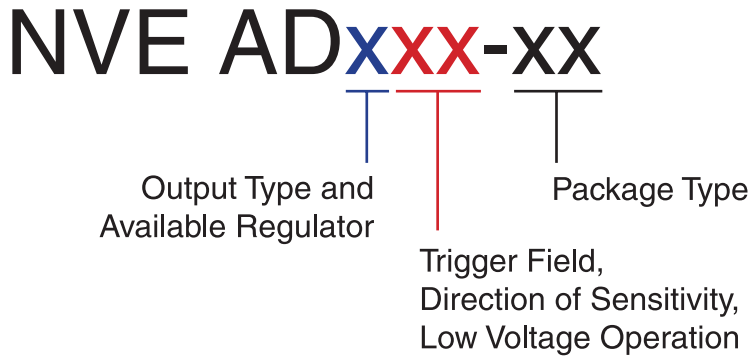 NVE ADxxx-xx
Output Type and
Available Regulator
Package Type
Trigger Field,
Direction of Sensitivity,
Low Voltage Operation